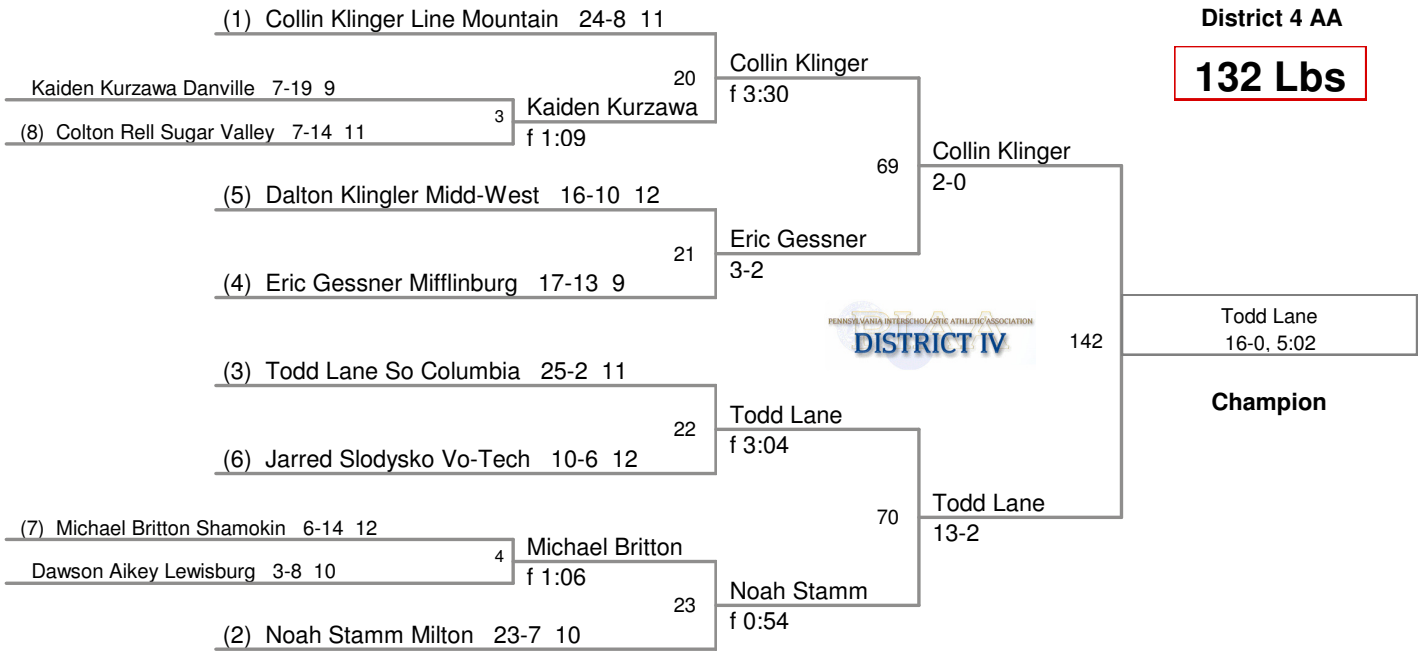 (1) Collin Klinger Line Mountain 24-8 11
District 4 AA
132 Lbs
20
Collin Klinger
f 3:30
Kaiden Kurzawa Danville 7-19 9
3
Kaiden Kurzawa
f 1:09
(8) Colton Rell Sugar Valley 7-14 11
69
Collin Klinger
2-0
(5) Dalton Klingler Midd-West 16-10 12
21
Eric Gessner
3-2
(4) Eric Gessner Mifflinburg 17-13 9
PENNSYLVANIA INTERSCHOLASTIC ATHLETIC ASSOCIATION
PIAA
DISTRICT IV
142
Todd Lane
16-0, 5:02
Champion
(3) Todd Lane So Columbia 25-2 11
22
Todd Lane
f 3:04
(6) Jarred Slodysko Vo-Tech 10-6 12
70
Todd Lane
13-2
(7) Michael Britton Shamokin 6-14 12
4
Michael Britton
f 1:06
Dawson Aikey Lewisburg 3-8 10
23
Noah Stamm
f 0:54
(2) Noah Stamm Milton 23-7 10